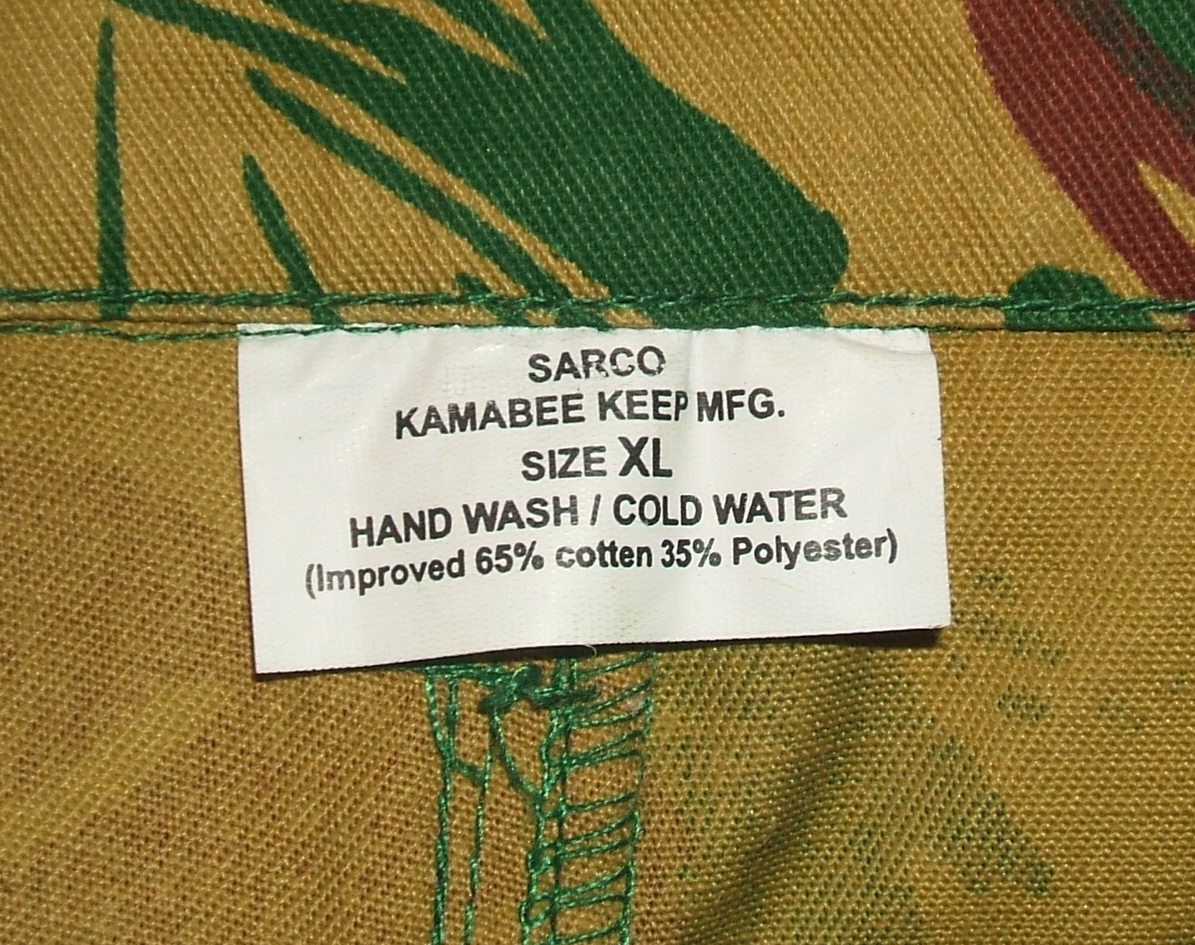 SARCO
KAMABEE KEEP MFG.
SIZE XL
HAND WASH / COLD WATER
(Improved 65% cotten 35% Polyester)